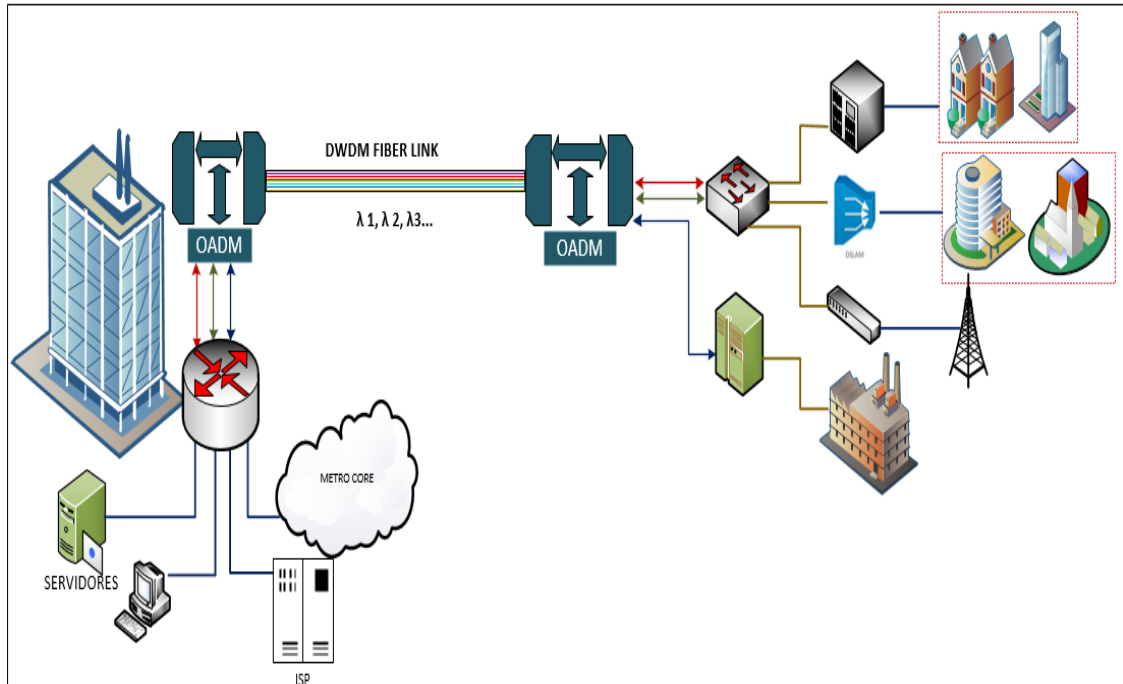 DWDM FIBER LINK
λ 1, λ 2, λ3...
OADM
OADM
DSLAM
METRO CORE
SERVIDORES
ISP